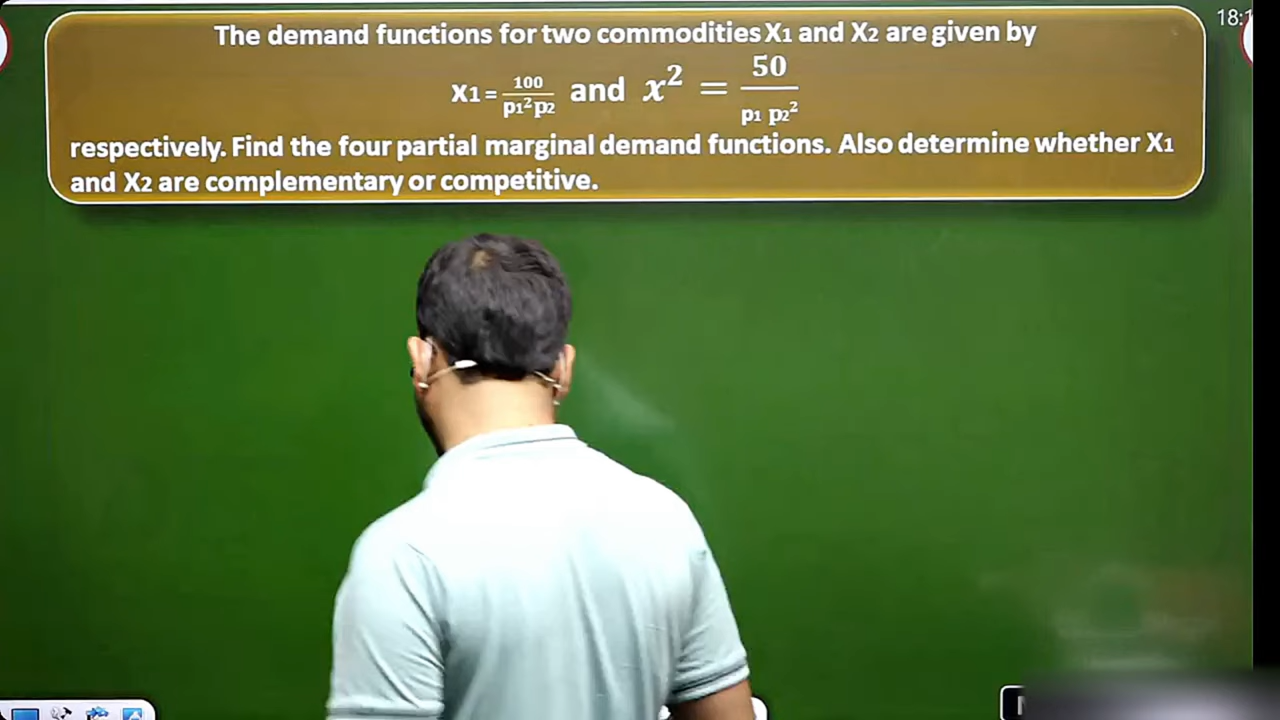 18:1
The demand functions for two commodities X₁ and X₂ are given by
X1 = 100/p₁²p₂ and x² = 50/p₁ p₂²
respectively. Find the four partial marginal demand functions. Also determine whether X₁
and X₂ are complementary or competitive.